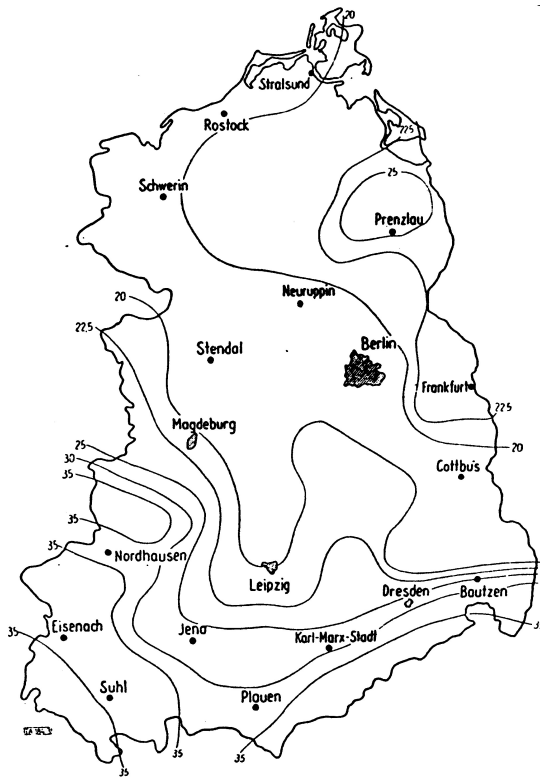 20
Stralsund
Rostock
22.5
25
Schwerin
Prenzlau
Neuruppin
20
22.5
Stendal
Berlin
Frankfurt
22.5
Magdeburg
20
25
30
35
Cottbus
35
35
Nordhausen
Leipzig
Dresden
Bautzen
35
Eisenach
Jena
Karl-Marx-Stadt
Suhl
Plauen
35
35
35